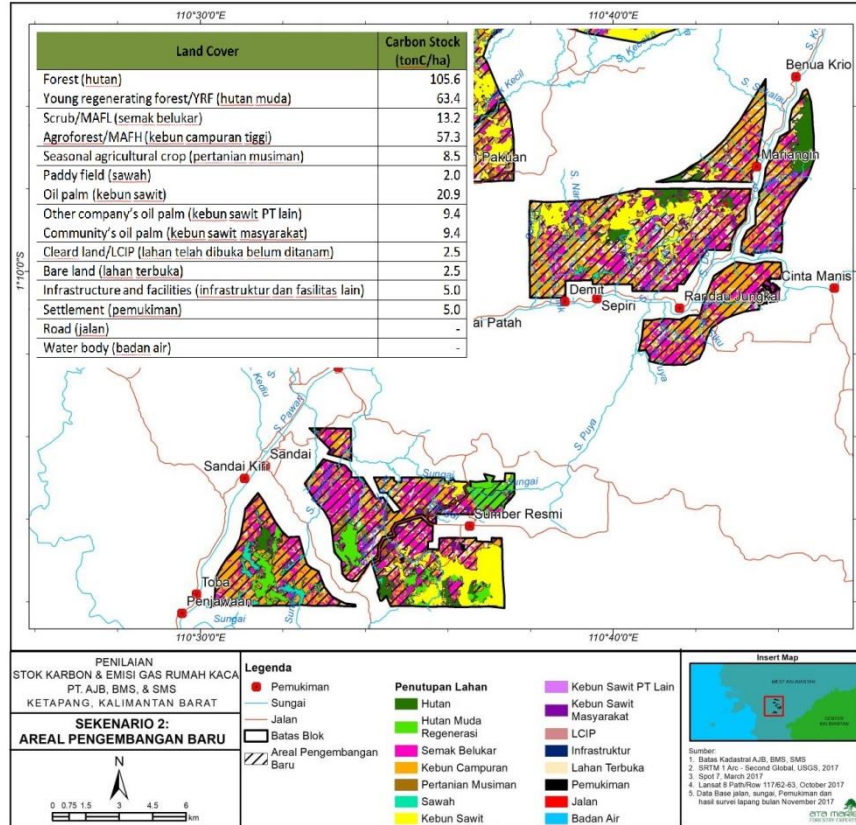 110°30'0"E
110°40'0"E
Land Cover Carbon Stock (tonC/ha)
Forest (hutan) 105.6
Young regenerating forest/YRF (hutan muda) 63.4
Scrub/MAFL (semak belukar) 13.2
Agroforest/MAFH (kebun campuran tiggi) 57.3
Seasonal agricultural crop (pertanian musiman) 8.5
Paddy field (sawah) 2.0
Oil palm (kebun sawit) 20.9
Other company's oil palm (kebun sawit PT lain) 9.4
Community's oil palm (kebun sawit masyarakat) 9.4
Cleard land/LCIP (lahan telah dibuka belum ditanam) 2.5
Bare land (lahan terbuka) 2.5
Infrastructure and facilities (infrastruktur dan fasilitas lain) 5.0
Settlement (pemukiman) 5.0
Road (jalan) -
Water body (badan air) -
1°10'0"S
Benua Krio
Mariangin
Pakuan
Cinta Manis
Demit
Sepiri
Randau Jungkal
ai Patah
S. Puya
S. Pawan
Sandai Kiri
Sandai
Sungai
Sungai
Sumber Resmi
Toba
Penjawaan
Sungai
110°30'0"E
110°40'0"E
PENILAIAN
STOK KARBON & EMISI GAS RUMAH KACA
PT. AJB, BMS, & SMS
KETAPANG, KALIMANTAN BARAT
SEKENARIO 2:
AREAL PENGEMBANGAN BARU
N
0 0.75 1.5 3 4.5 6
km
Legenda
Pemukiman
Sungai
Jalan
Batas Blok
Areal Pengembangan
Baru
Penutupan Lahan
Hutan
Hutan Muda
Regenerasi
Semak Belukar
Kebun Campuran
Pertanian Musiman
Sawah
Kebun Sawit
Kebun Sawit PT Lain
Kebun Sawit
Masyarakat
LCIP
Infrastruktur
Lahan Terbuka
Pemukiman
Jalan
Badan Air
Insert Map
WEST KALIMANTAN
Sumber:
1. Batas Kadastral AJB, BMS, SMS
2. SRTM 1 Arc - Second Global, USGS, 2017
3. Spot 7, March 2017
4. Lansat 8 Path/Row 117/62-63, October 2017
5. Data Base jalan, sungai, Pemukiman dan
hasil survei lapang bulan November 2017